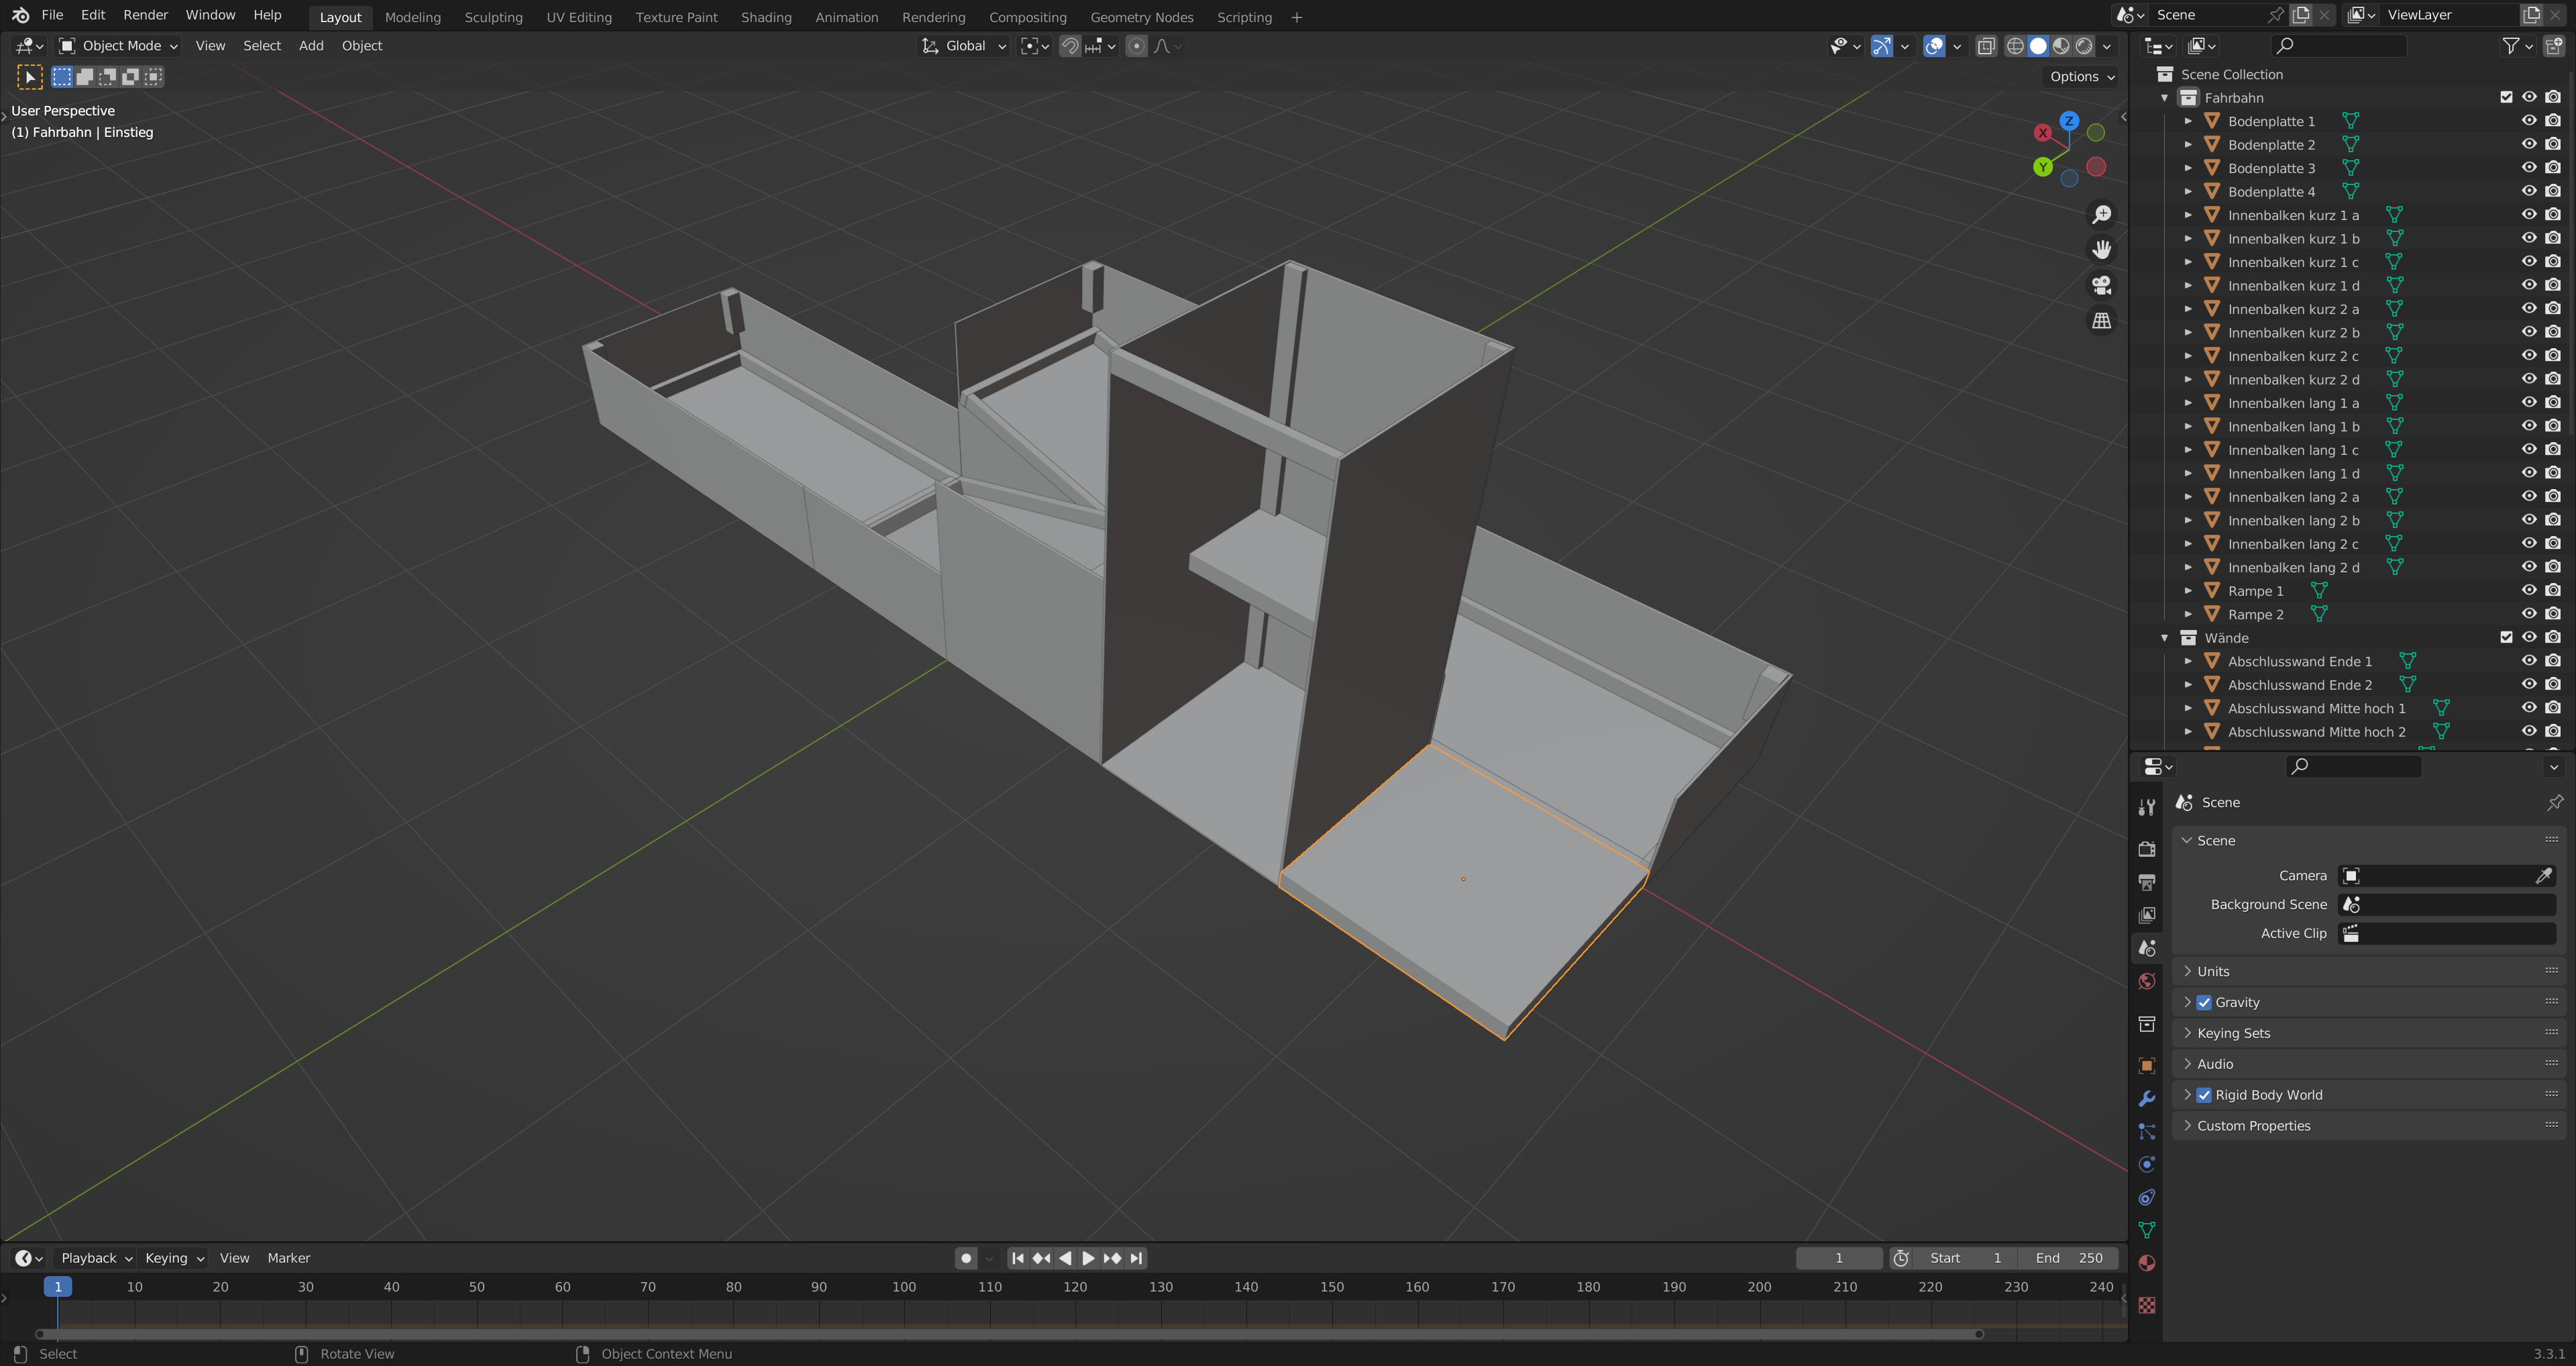 File Edit Render Window Help Layout Modeling Sculpting UV Editing Texture Paint Shading Animation Rendering Compositing Geometry Nodes Scripting + Scene ViewLayer
Object Mode View Select Add Object Global
Options
User Perspective
(1) Fahrbahn | Einstieg
X Y Z
Scene Collection
Fahrbahn
Bodenplatte 1
Bodenplatte 2
Bodenplatte 3
Bodenplatte 4
Innenbalken kurz 1 a
Innenbalken kurz 1 b
Innenbalken kurz 1 c
Innenbalken kurz 1 d
Innenbalken kurz 2 a
Innenbalken kurz 2 b
Innenbalken kurz 2 c
Innenbalken kurz 2 d
Innenbalken lang 1 a
Innenbalken lang 1 b
Innenbalken lang 1 c
Innenbalken lang 1 d
Innenbalken lang 2 a
Innenbalken lang 2 b
Innenbalken lang 2 c
Innenbalken lang 2 d
Rampe 1
Rampe 2
Wände
Abschlusswand Ende 1
Abschlusswand Ende 2
Abschlusswand Mitte hoch 1
Abschlusswand Mitte hoch 2
Scene
Scene
Camera
Background Scene
Active Clip
Units
Gravity
Keying Sets
Audio
Rigid Body World
Custom Properties
Playback Keying View Marker 1 Start 1 End 250
1 10 20 30 40 50 60 70 80 90 100 110 120 130 140 150 160 170 180 190 200 210 220 230 240
Select Rotate View Object Context Menu 3.3.1